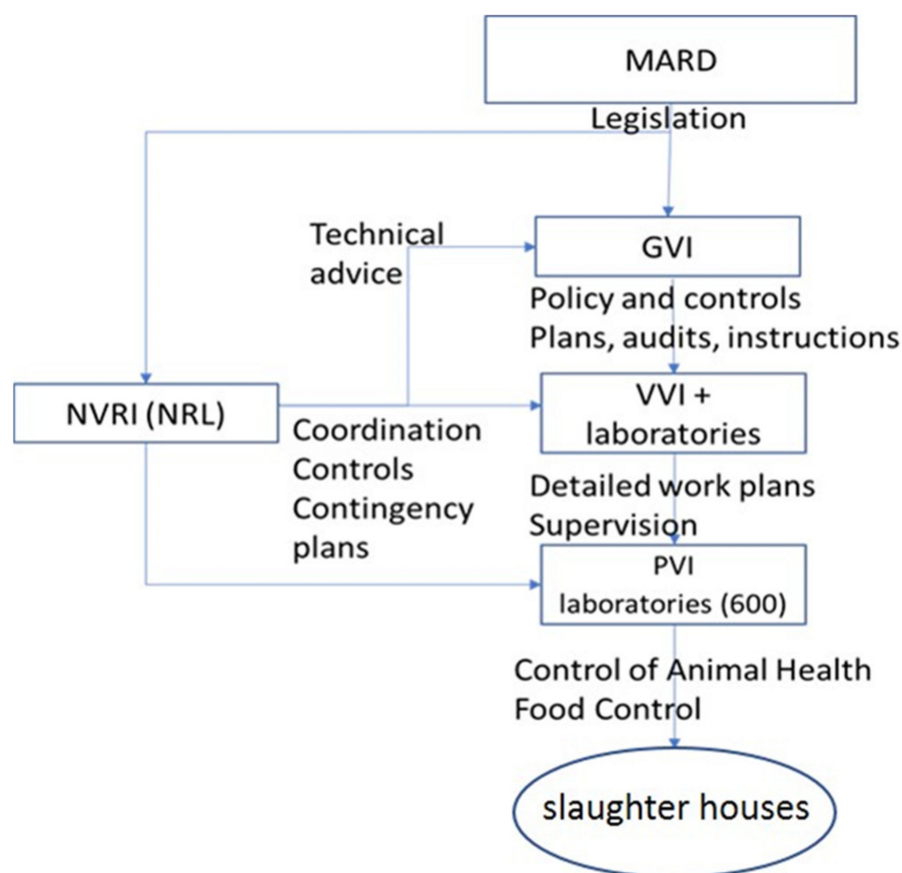 MARD
Legislation
Technical
advice
GVI
Policy and controls
Plans, audits, instructions
NVRI (NRL)
VVI +
laboratories
Coordination
Controls
Contingency
plans
Detailed work plans
Supervision
PVI
laboratories (600)
Control of Animal Health
Food Control
slaughter houses